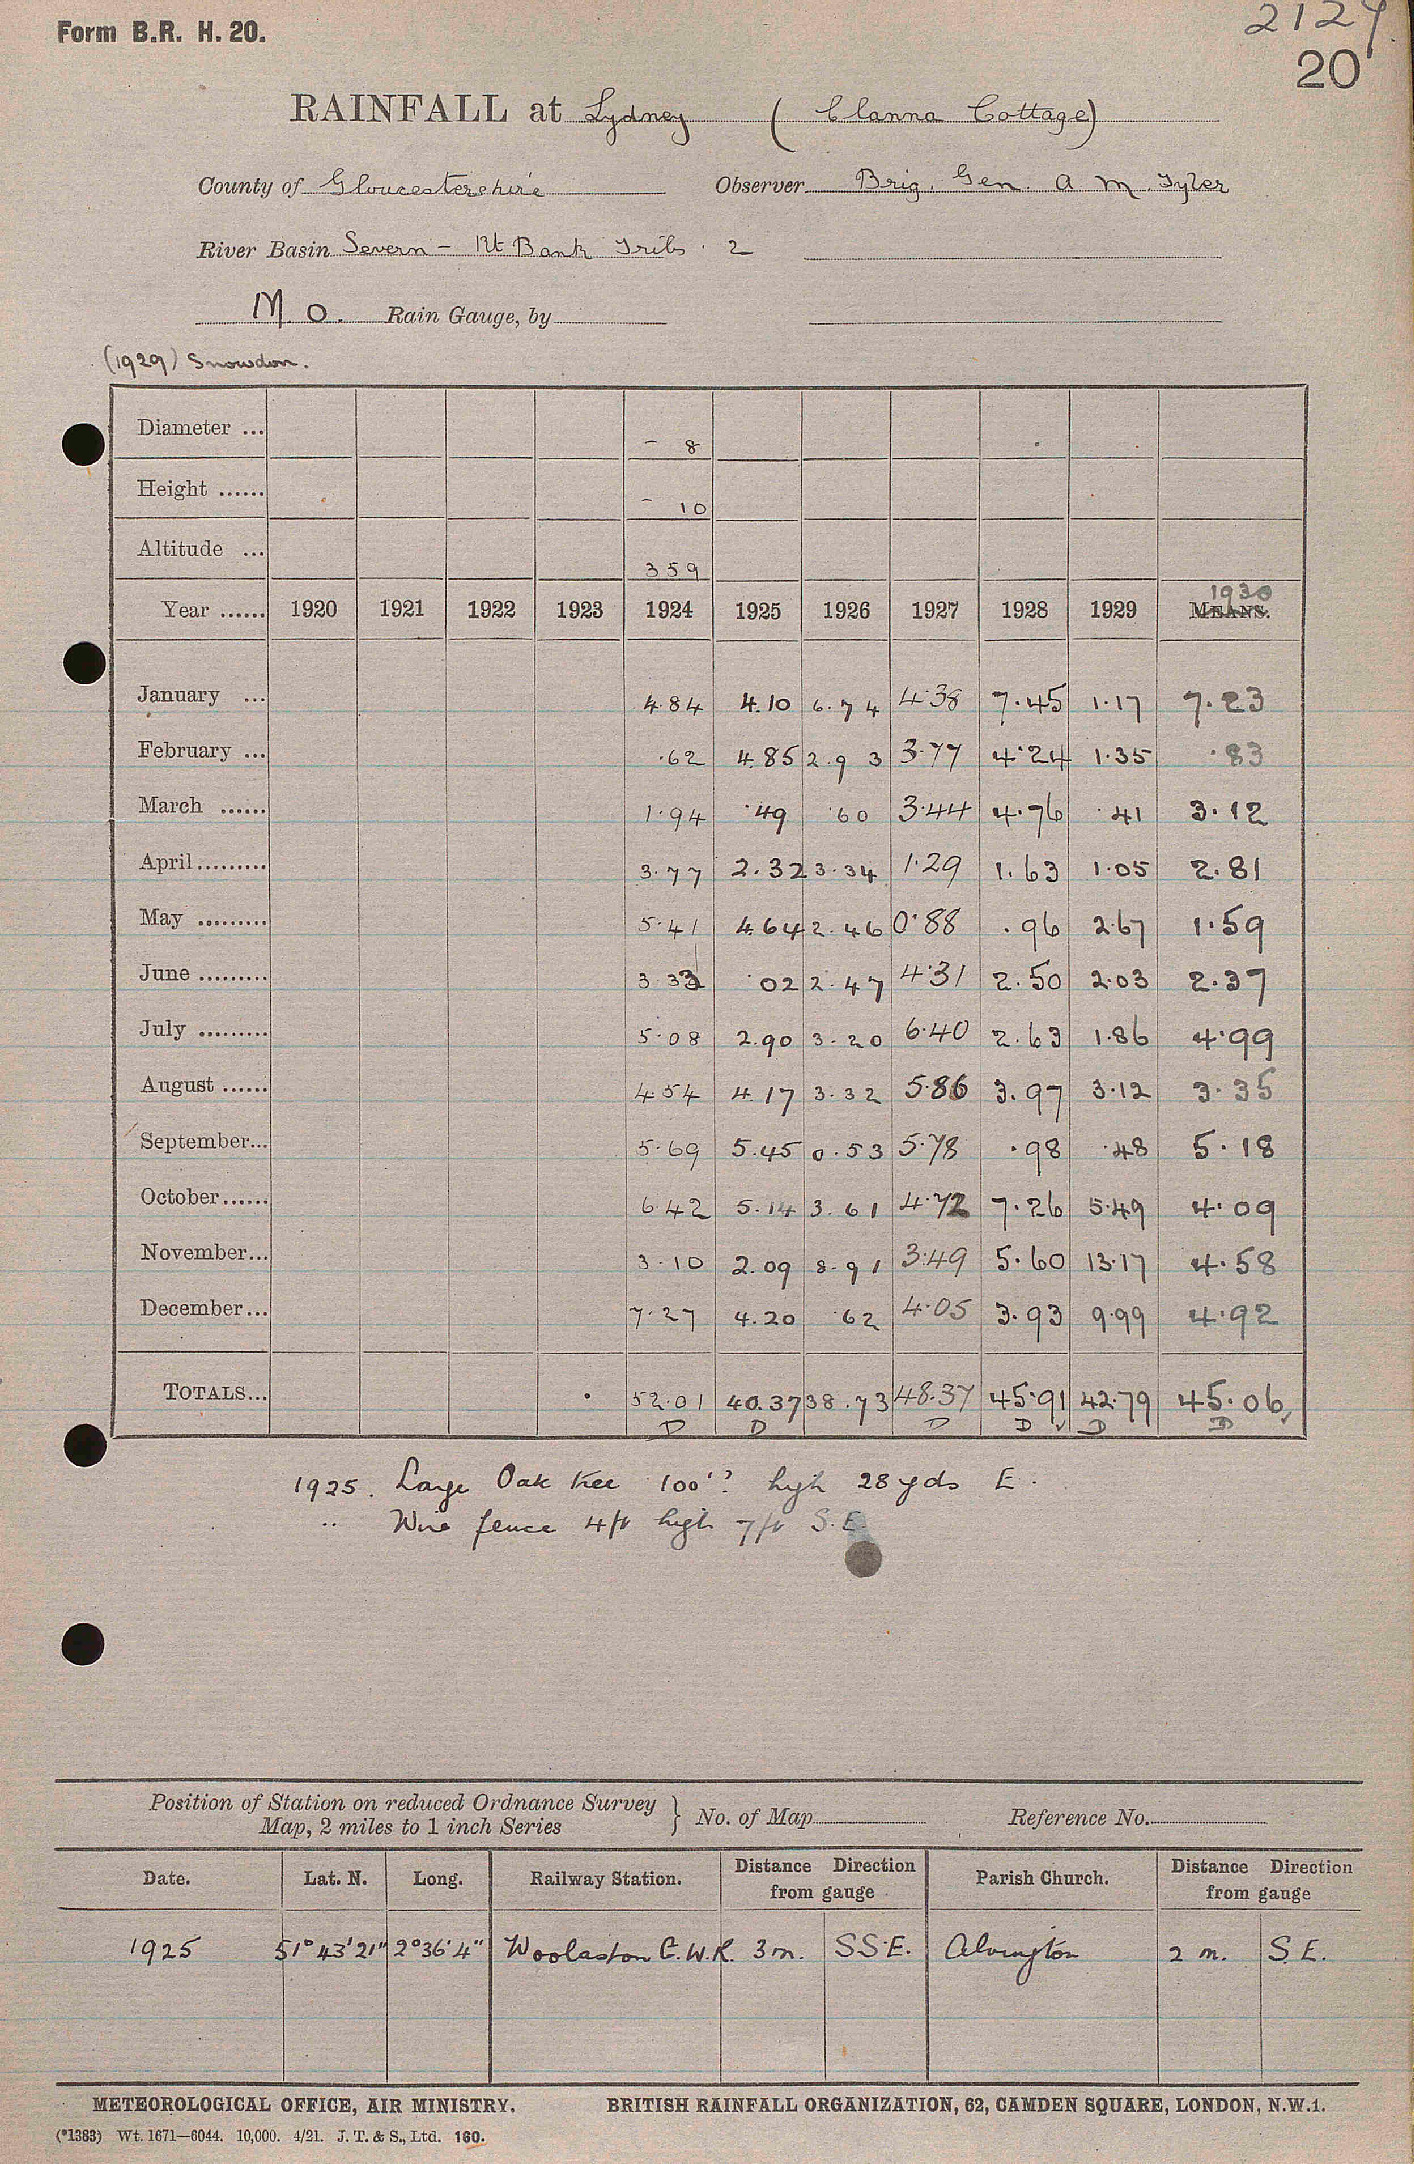 Form B.R. H. 20.
2124
20
RAINFALL at Lydney ( Clanna Cottage)
County of Gloucestershire Observer Brig. Gen. A M Tyler
River Basin Severn - Rt Bank Tribs. 2
M O. Rain Gauge, by
(1929) Snowdon.
Diameter ... - 8
Height ...... - 10
Altitude ... 359
1930
Year ...... 1920 1921 1922 1923 1924 1925 1926 1927 1928 1929 MEANS.
January ... 4.84 4.10 6.74 4.38 7.45 1.17 7.23
February ... .62 4.85 2.93 3.77 4.24 1.35 .83
March ...... 1.94 .49 .60 3.44 4.76 .41 3.12
April......... 3.77 2.32 3.34 1.29 1.63 1.05 2.81
May ......... 5.41 4.64 2.46 0.88 .96 2.67 1.59
June ......... 3.33 .02 2.47 4.31 2.50 2.03 2.37
July ......... 5.08 2.90 3.20 6.40 2.63 1.86 4.99
August ...... 4.54 4.17 3.32 5.86 3.97 3.12 3.35
September... 5.69 5.45 0.53 5.78 .98 .48 5.18
October...... 6.42 5.14 3.61 4.72 7.26 5.49 4.09
November... 3.10 2.09 8.91 3.49 5.60 13.17 4.58
December... 7.27 4.20 .62 4.05 3.93 9.99 4.92
TOTALS... 52.01 40.37 38.73 48.37 45.91 42.79 45.06
D D D D D D
1925. Large Oak tree 100'? high 28 yds E.
" Wire fence 4 ft high 7 ft S.E.
Position of Station on reduced Ordnance Survey
Map, 2 miles to 1 inch Series } No. of Map Reference No.
Date. Lat. N. Long. Railway Station. Distance Direction from gauge Parish Church. Distance Direction from gauge
1925 51° 43' 21" 2° 36' 4" Woolaston G.W.R. 3 m. S S E. Alvington 2 m. S. E.
METEOROLOGICAL OFFICE, AIR MINISTRY. BRITISH RAINFALL ORGANIZATION, 62, CAMDEN SQUARE, LONDON, N.W.1.
(*1383) Wt. 1671—6044. 10,000. 4/21. J. T. & S., Ltd. 160.